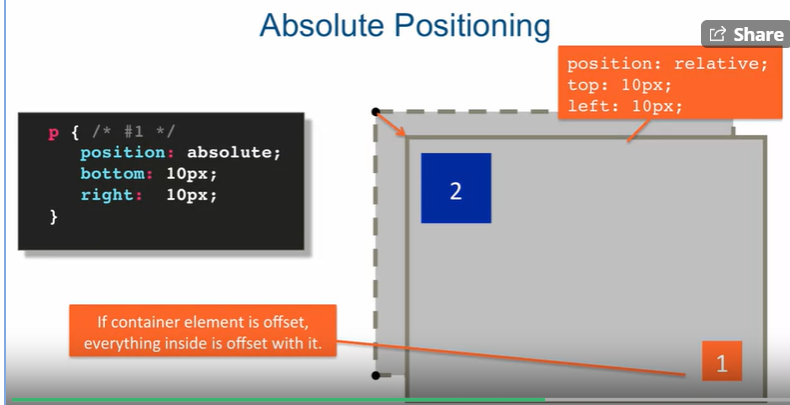 Absolute Positioning
Share
position: relative;
top: 10px;
left: 10px;
p { /* #1 */
position: absolute;
bottom: 10px;
right: 10px;
}
2
If container element is offset,
everything inside is offset with it.
1